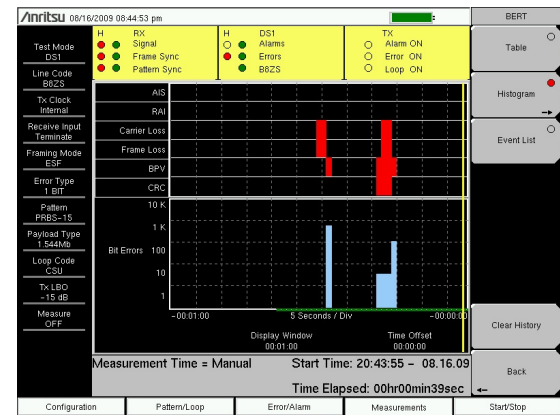 Anritsu 08/16/2009 08:44:53 pm
BERT
Test Mode
DS1
Line Code
B8ZS
Tx Clock
Internal
Receive Input
Terminate
Framing Mode
ESF
Error Type
1 BIT
Pattern
PRBS-15
Payload Type
1.544Mb
Loop Code
CSU
Tx LBO
-15 dB
Measure
OFF
H RX
Signal
Frame Sync
Pattern Sync
H DS1
Alarms
Errors
B8ZS
TX
Alarm ON
Error ON
Loop ON
AIS
RAI
Carrier Loss
Frame Loss
BPV
CRC
10 K
1 K
Bit Errors 100
10
1
-00:01:00 5 Seconds / Div -00:00:00
Display Window Time Offset
00:01:00 00:00:00
Measurement Time = Manual Start Time: 20:43:55 - 08.16.09
Time Elapsed: 00hr00min39sec
Table
Histogram
Event List
Clear History
Back
Configuration Pattern/Loop Error/Alarm Measurements Start/Stop